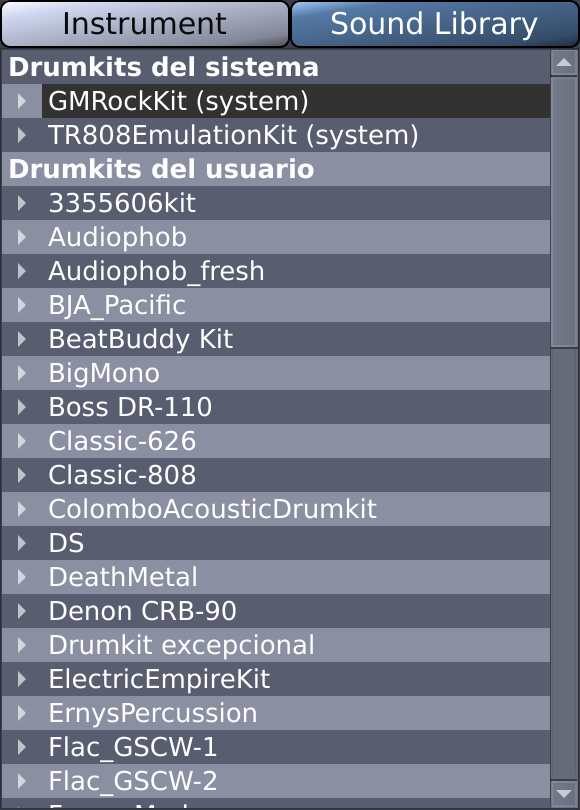 Instrument
Sound Library
Drumkits del sistema
GMRockKit (system)
TR808EmulationKit (system)
Drumkits del usuario
3355606kit
Audiophob
Audiophob_fresh
BJA_Pacific
BeatBuddy Kit
BigMono
Boss DR-110
Classic-626
Classic-808
ColomboAcousticDrumkit
DS
DeathMetal
Denon CRB-90
Drumkit excepcional
ElectricEmpireKit
ErnysPercussion
Flac_GSCW-1
Flac_GSCW-2